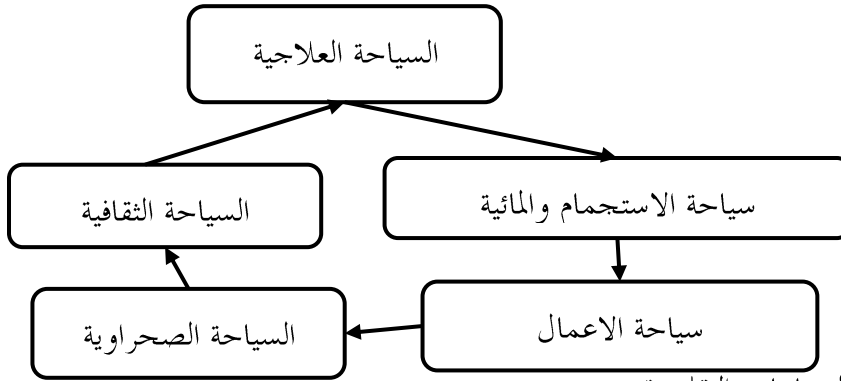 السياحة العلاجية
سياحة الاستجمام والمائية
السياحة الثقافية
سياحة الاعمال
السياحة الصحراوية